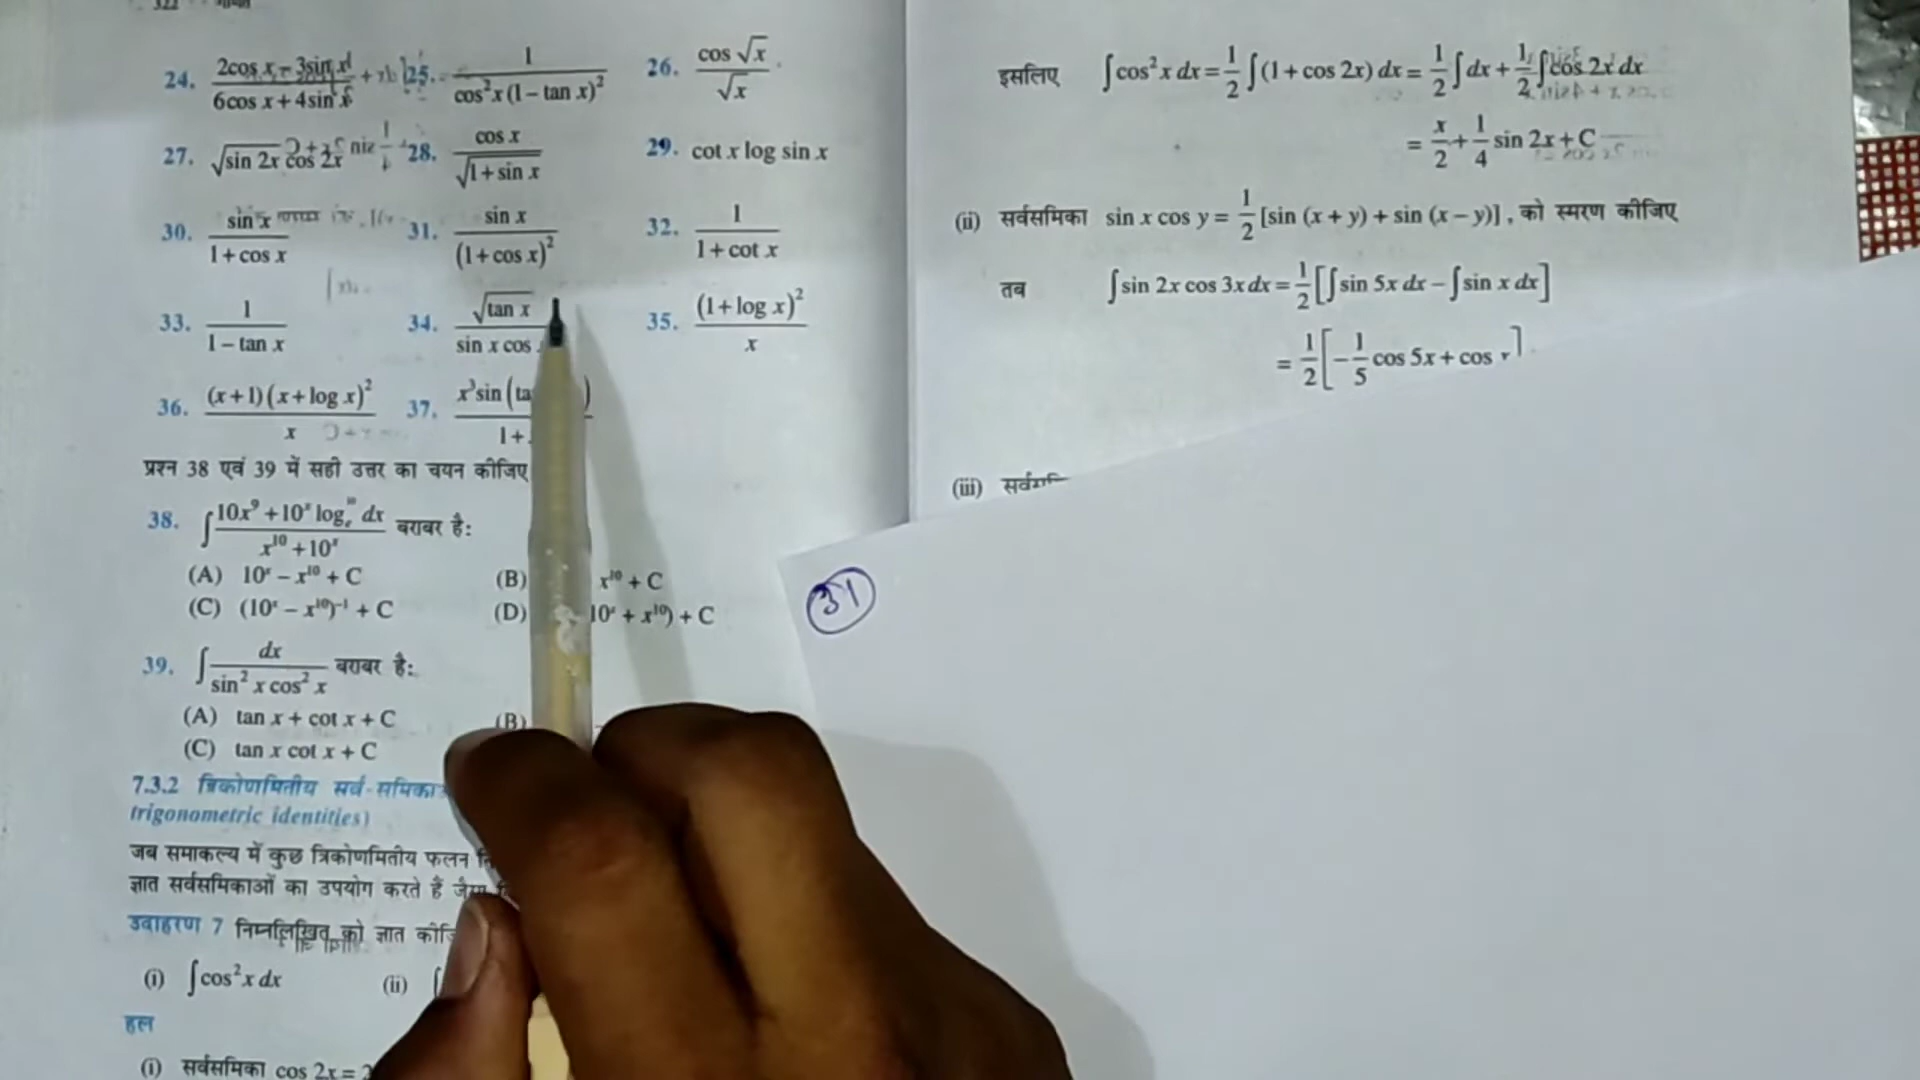 24. 2cos x – 3sin x / 6cos x + 4sin x 25. 1 / cos²x (1 – tan x)² 26. cos √x / √x
27. √sin 2x cos 2x 28. cos x / √1 + sin x 29. cot x log sin x
30. sin x / 1 + cos x 31. sin x / (1 + cos x)² 32. 1 / 1 + cot x
33. 1 / 1 – tan x 34. √tan x / sin x cos 35. (1 + log x)² / x
36. (x + 1)(x + log x)² / x 37. x³sin (ta ) / 1 +
प्रश्न 38 एवं 39 में सही उत्तर का चयन कीजिए
38. ∫ 10x⁹ + 10ˣ logₑ¹⁰ dx / x¹⁰ + 10ˣ बराबर है:
(A) 10ˣ – x¹⁰ + C (B) x¹⁰ + C
(C) (10ˣ – x¹⁰)⁻¹ + C (D) 10ˣ + x¹⁰) + C
39. ∫ dx / sin² x cos² x बराबर है:
(A) tan x + cot x + C (B)
(C) tan x cot x + C
7.3.2 त्रिकोणमितीय सर्व-समिका
trigonometric identities)
जब समाकल्य में कुछ त्रिकोणमितीय फलन
ज्ञात सर्वसमिकाओं का उपयोग करते हैं
उदाहरण 7 निम्नलिखित को ज्ञात
(i) ∫cos²x dx (ii) ∫
हल
(i) सर्वसमिका cos 2x = 2
इसलिए ∫cos² x dx = 1/2 ∫(1 + cos 2x) dx = 1/2 ∫dx + 1/2 ∫cos 2x dx
= x/2 + 1/4 sin 2x + C
(ii) सर्वसमिका sin x cos y = 1/2 [sin (x + y) + sin (x – y)], को स्मरण कीजिए
तब ∫sin 2x cos 3x dx = 1/2 [∫sin 5x dx – ∫sin x dx]
= 1/2 [– 1/5 cos 5x + cos x]
(iii)
31